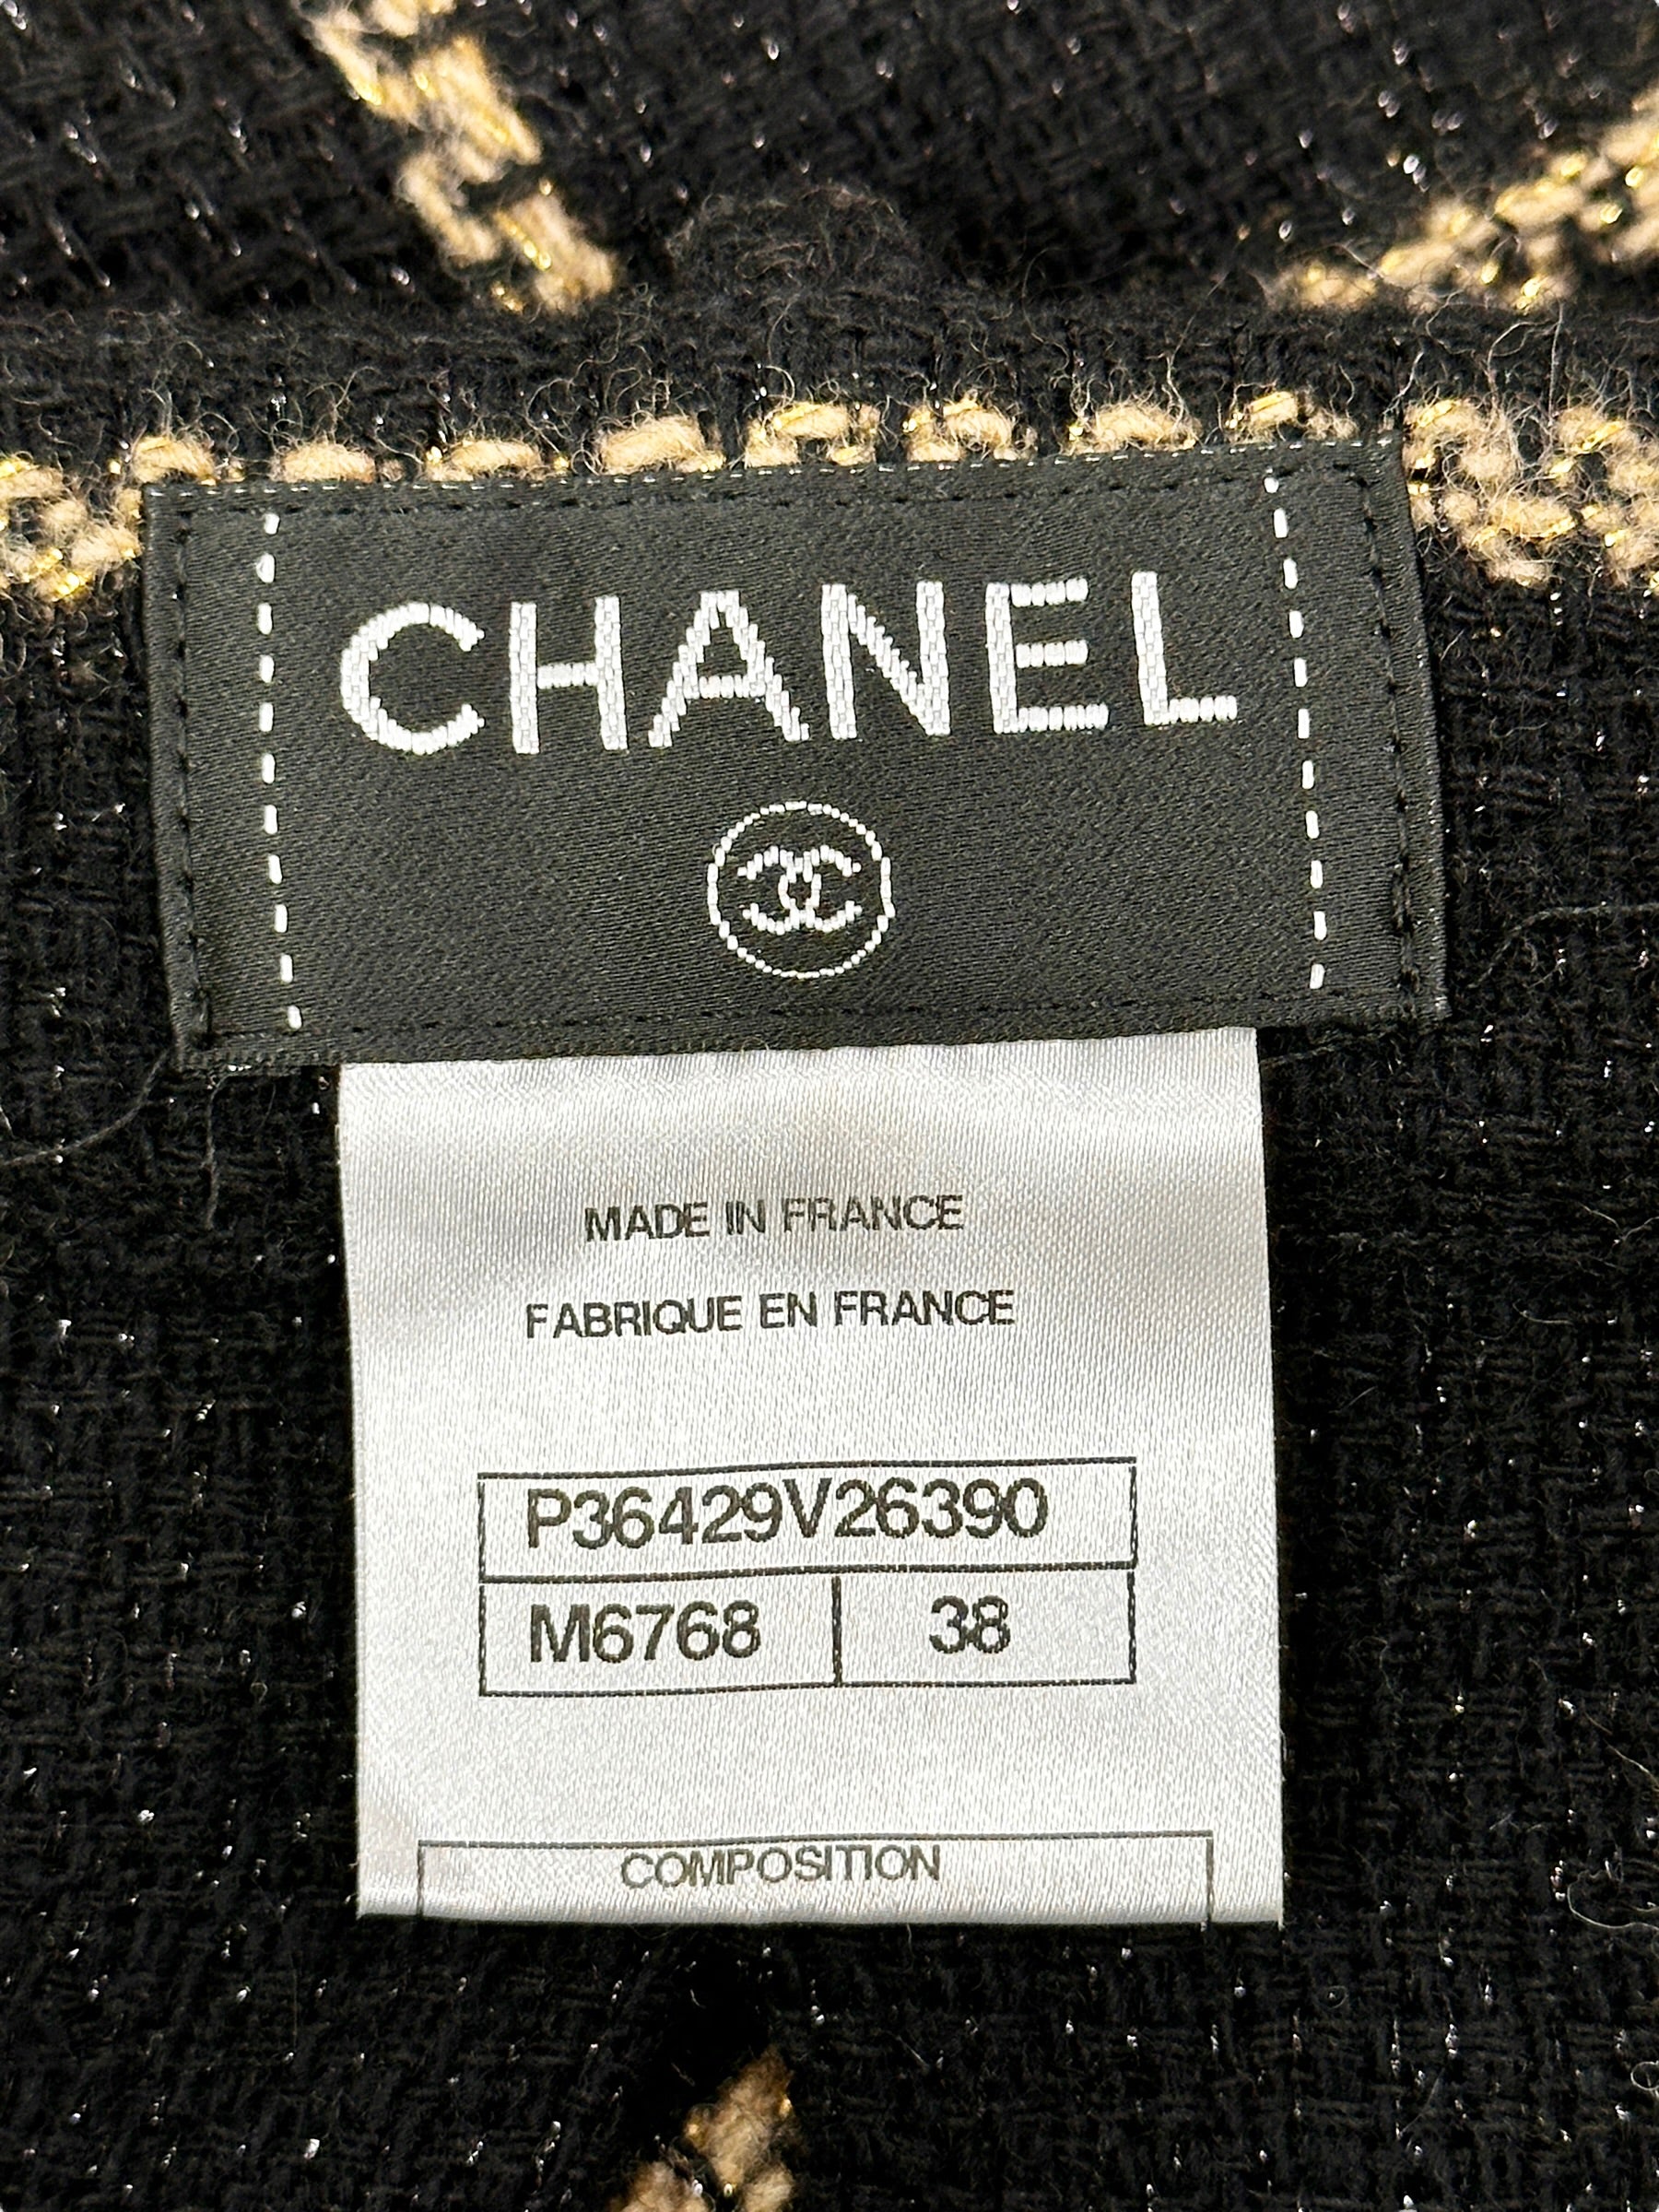 CHANEL
MADE IN FRANCE
FABRIQUE EN FRANCE
P36429V26390
M6768 38
COMPOSITION